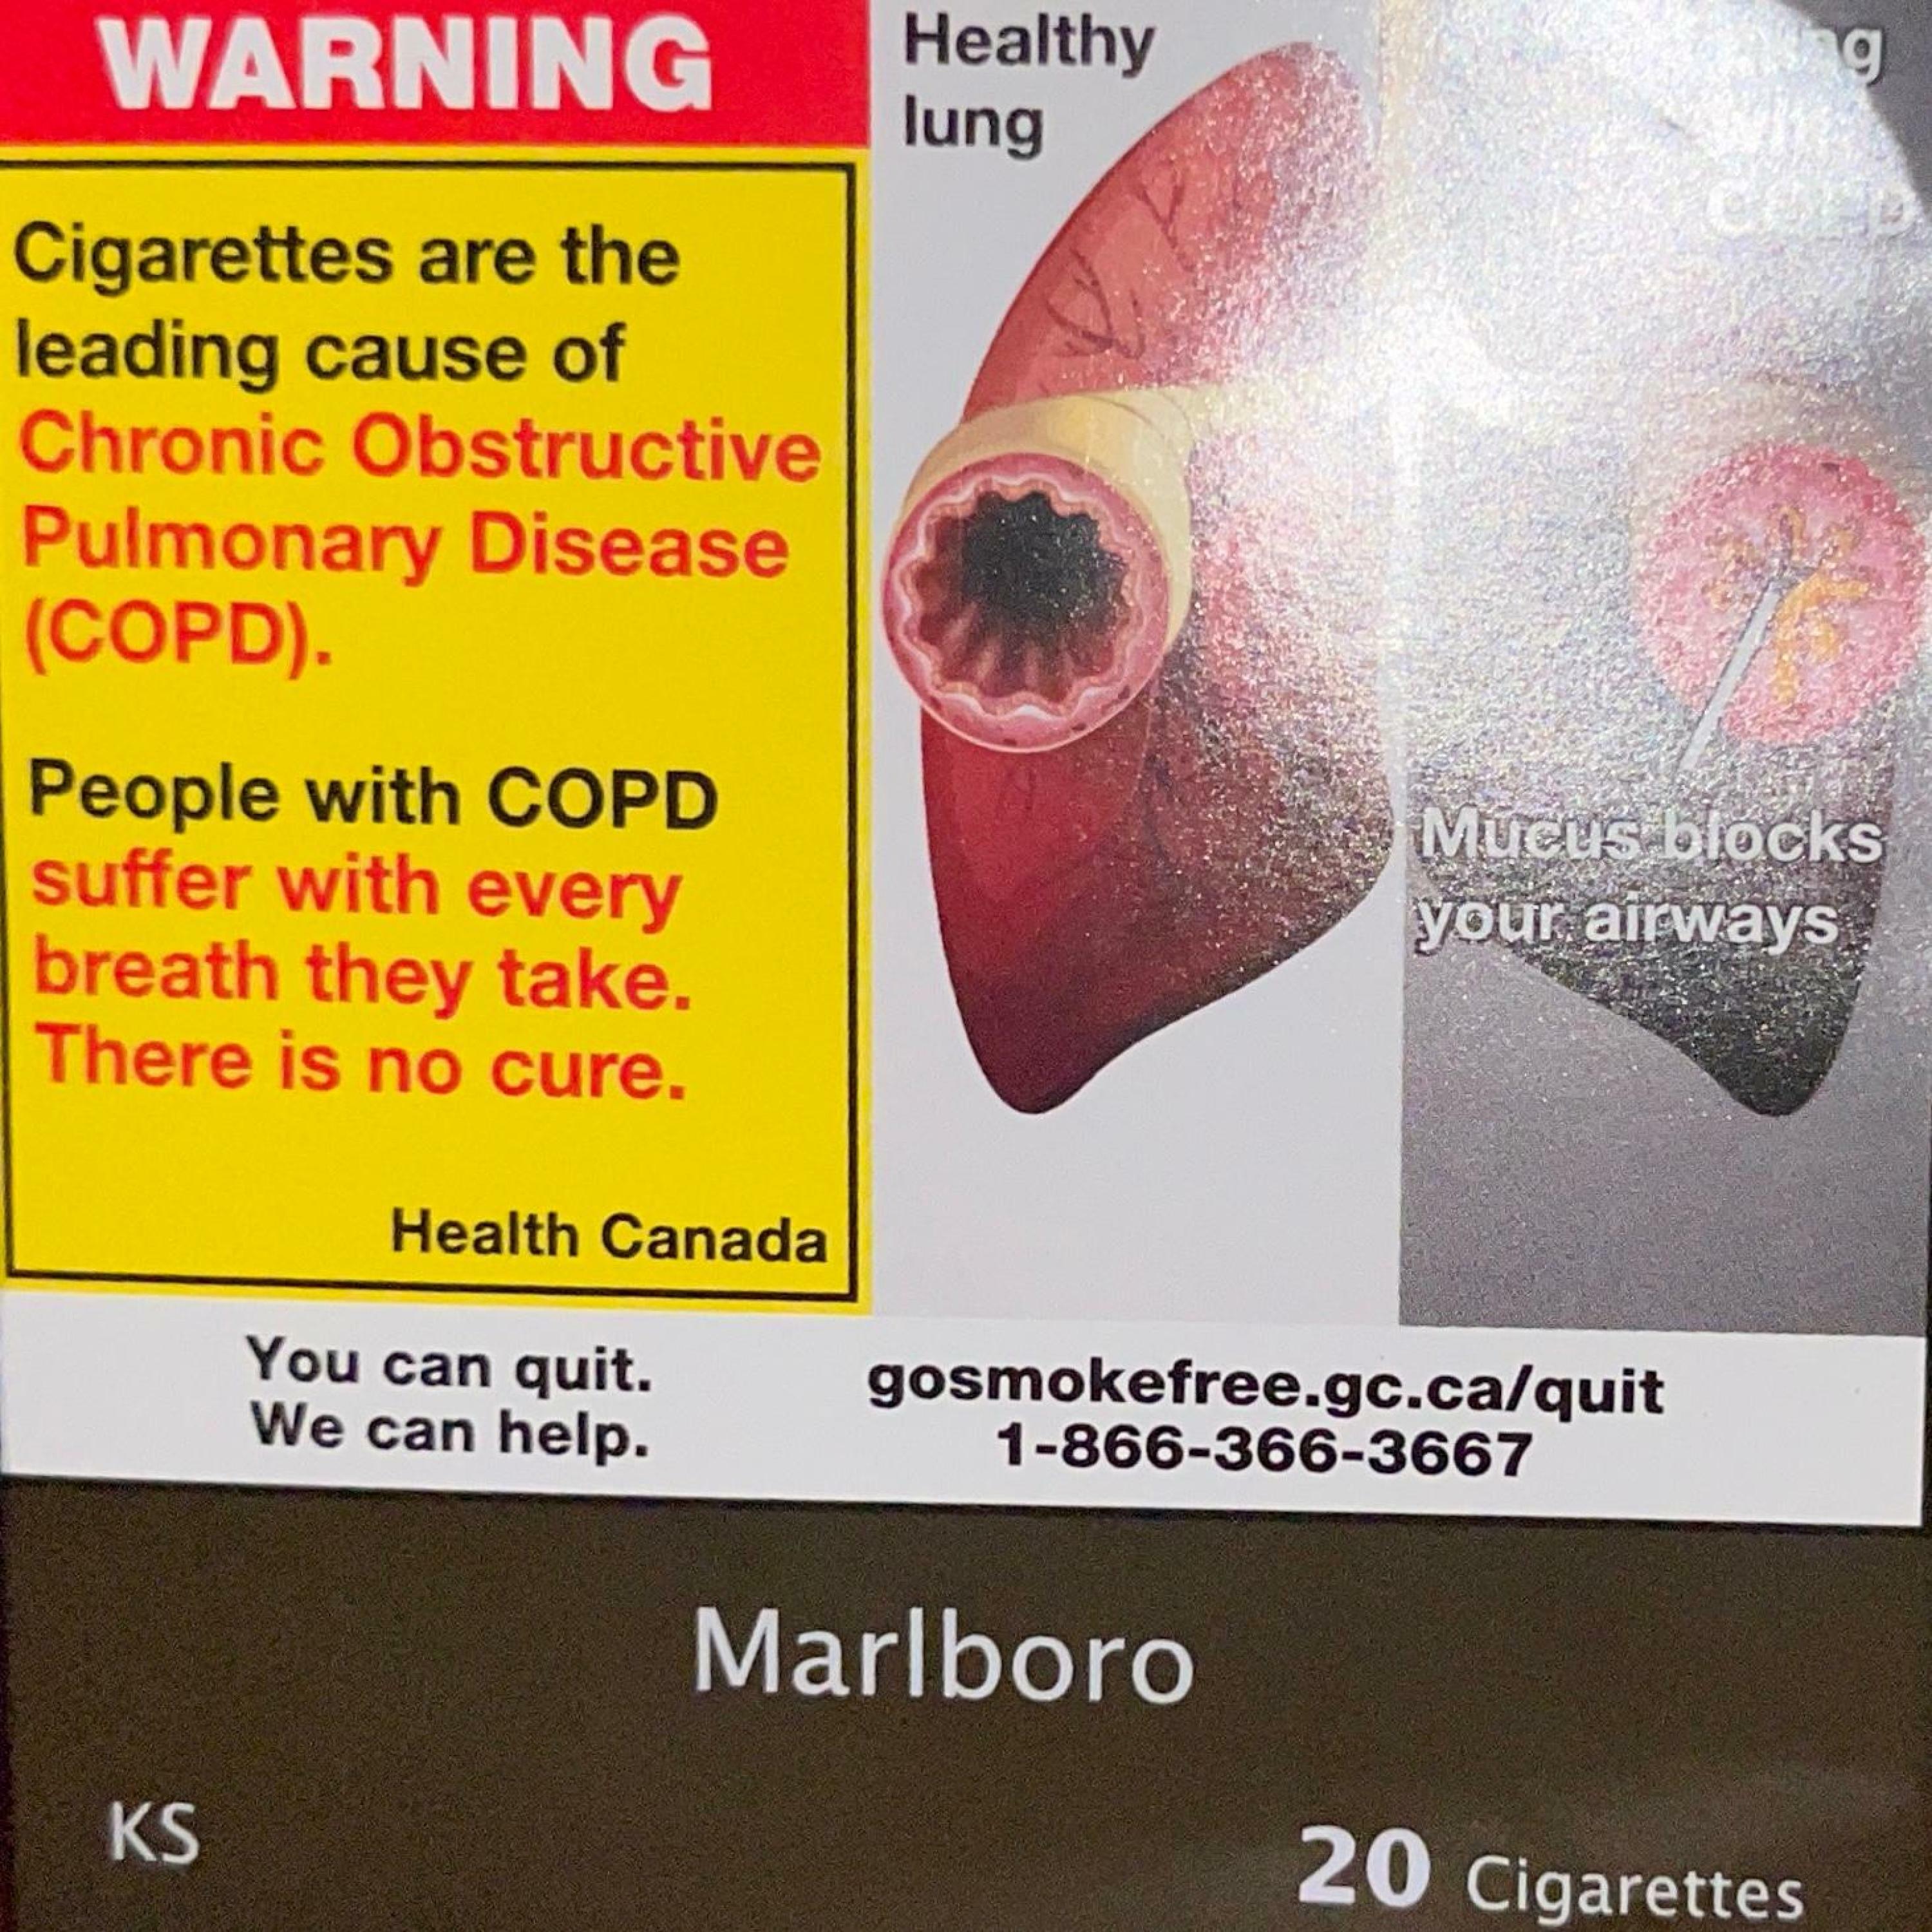 WARNING
Cigarettes are the
leading cause of
Chronic Obstructive
Pulmonary Disease
(COPD).
People with COPD
suffer with every
breath they take.
There is no cure.
Health Canada
Healthy
lung
COPD
Mucus blocks
your airways
You can quit.
We can help.
gosmokefree.gc.ca/quit
1-866-366-3667
Marlboro
KS
20 Cigarettes